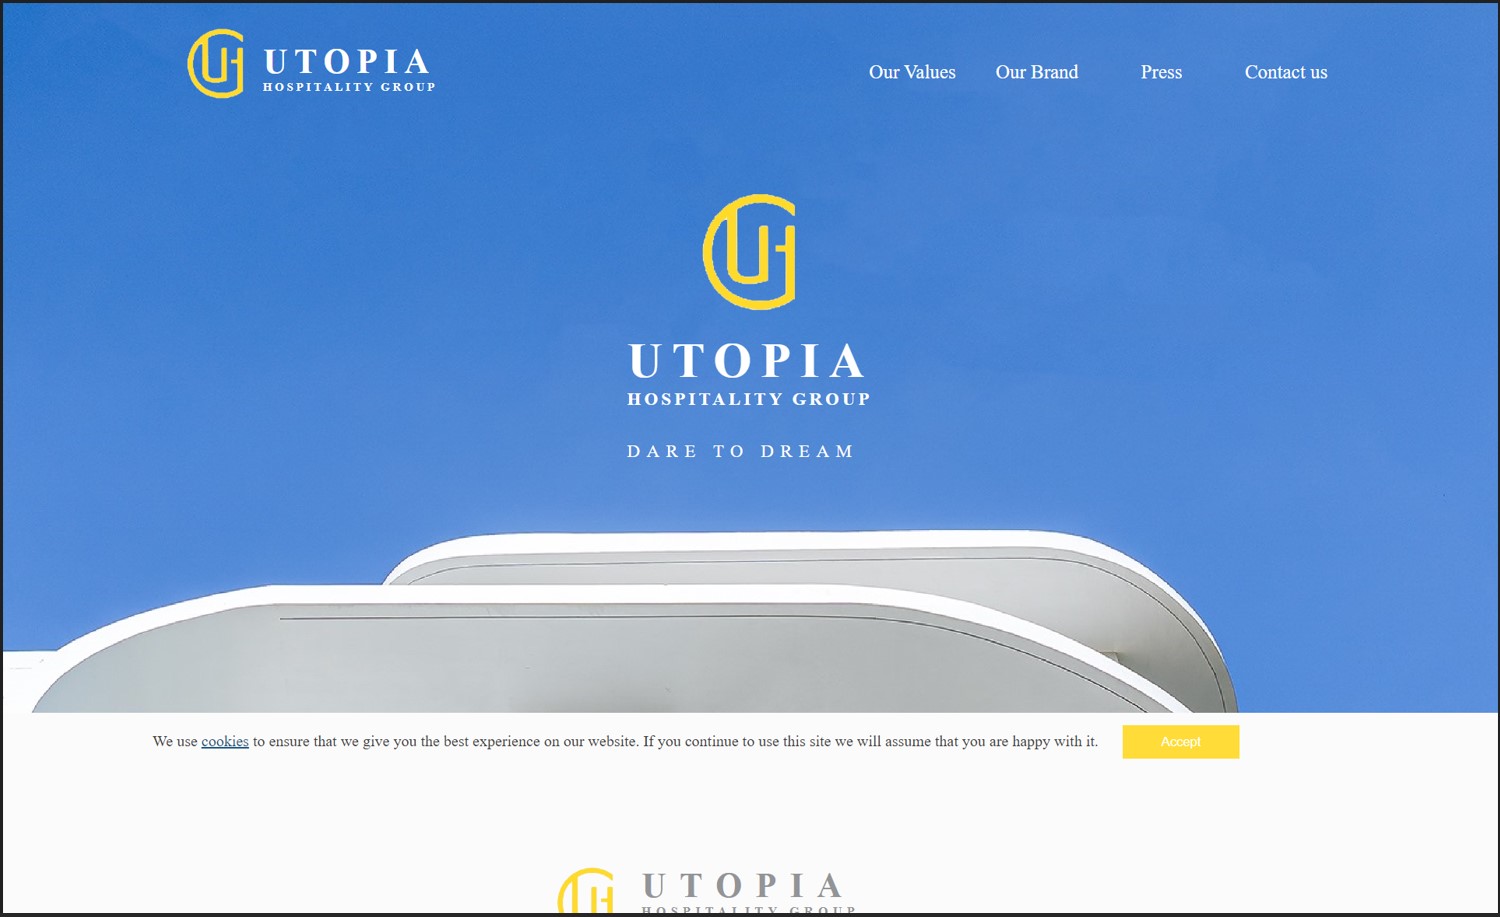 UTOPIA
HOSPITALITY GROUP
Our Values
Our Brand
Press
Contact us
UTOPIA
HOSPITALITY GROUP
DARE TO DREAM
We use cookies to ensure that we give you the best experience on our website. If you continue to use this site we will assume that you are happy with it.
Accept
UTOPIA
HOSPITALITY GROUP